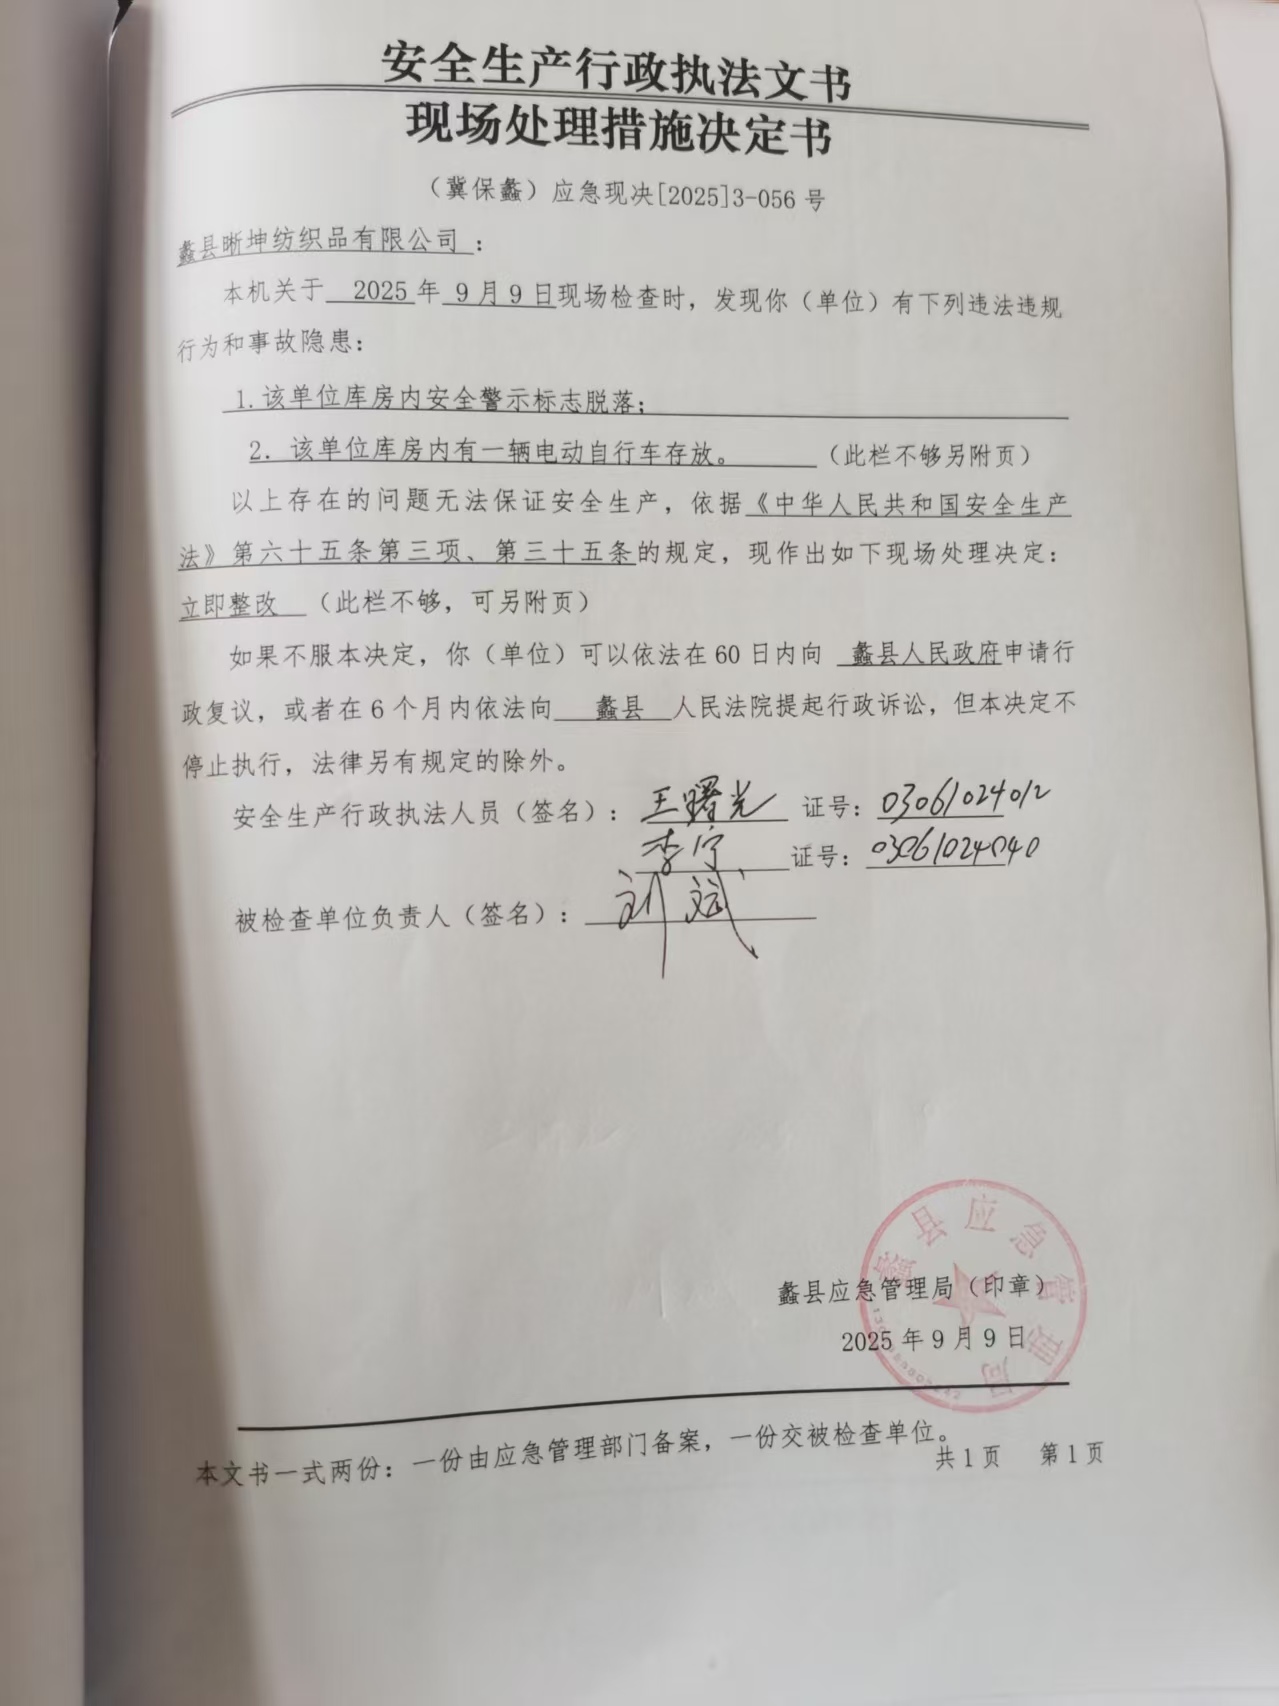 安全生产行政执法文书
现场处理措施决定书
（冀保蠡）应急现决[2025]3-056 号
蠡县晰坤纺织品有限公司：
本机关于 2025 年 9 月 9 日现场检查时，发现你（单位）有下列违法违规
行为和事故隐患：
1.该单位库房内安全警示标志脱落；
2．该单位库房内有一辆电动自行车存放。 （此栏不够另附页）
以上存在的问题无法保证安全生产，依据《中华人民共和国安全生产
法》第六十五条第三项、第三十五条的规定，现作出如下现场处理决定：
立即整改 （此栏不够，可另附页）
如果不服本决定，你（单位）可以依法在 60 日内向 蠡县人民政府申请行
政复议，或者在 6 个月内依法向 蠡县 人民法院提起行政诉讼，但本决定不
停止执行，法律另有规定的除外。
安全生产行政执法人员（签名）：王曙光 证号：03061024012
李宁 证号：03061024040
被检查单位负责人（签名）：刘斌
蠡县应急管理局
蠡县应急管理局（印章）
2025 年 9 月 9 日
本文书一式两份：一份由应急管理部门备案，一份交被检查单位。
共 1 页 第 1 页